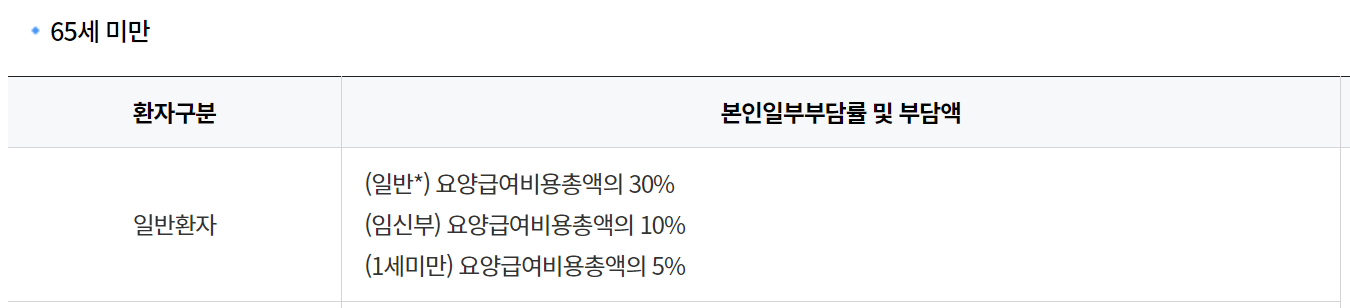 65세 미만
환자구분
본인일부부담률 및 부담액
일반환자
(일반*) 요양급여비용총액의 30%
(임신부) 요양급여비용총액의 10%
(1세미만) 요양급여비용총액의 5%